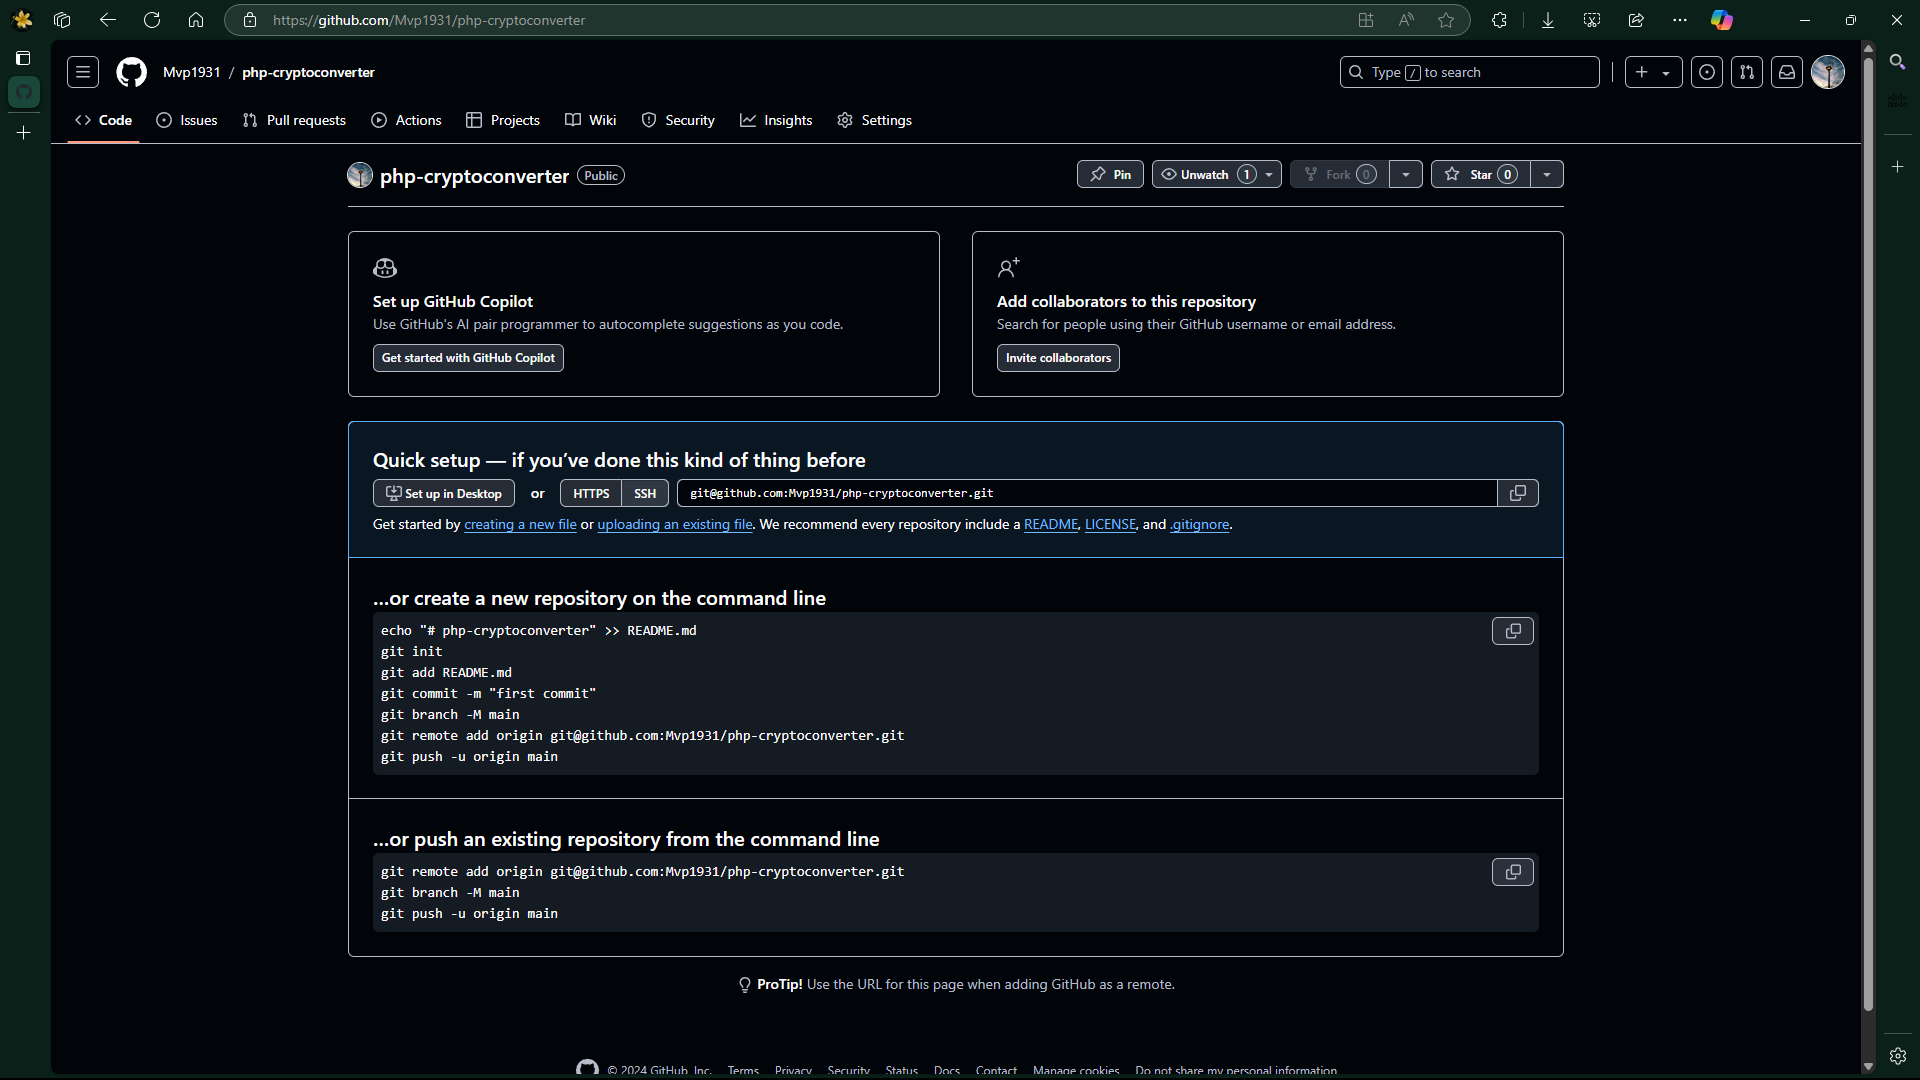 https://github.com/Mvp1931/php-cryptoconverter
Mvp1931 / php-cryptoconverter
Type / to search
Code Issues Pull requests Actions Projects Wiki Security Insights Settings
php-cryptoconverter Public
Pin Unwatch 1 Fork 0 Star 0
Set up GitHub Copilot
Use GitHub's AI pair programmer to autocomplete suggestions as you code.
Get started with GitHub Copilot
Add collaborators to this repository
Search for people using their GitHub username or email address.
Invite collaborators
Quick setup — if you’ve done this kind of thing before
Set up in Desktop or HTTPS SSH git@github.com:Mvp1931/php-cryptoconverter.git
Get started by creating a new file or uploading an existing file. We recommend every repository include a README, LICENSE, and .gitignore.
…or create a new repository on the command line
echo "# php-cryptoconverter" >> README.md
git init
git add README.md
git commit -m "first commit"
git branch -M main
git remote add origin git@github.com:Mvp1931/php-cryptoconverter.git
git push -u origin main
…or push an existing repository from the command line
git remote add origin git@github.com:Mvp1931/php-cryptoconverter.git
git branch -M main
git push -u origin main
ProTip! Use the URL for this page when adding GitHub as a remote.
© 2024 GitHub, Inc. Terms Privacy Security Status Docs Contact Manage cookies Do not share my personal information